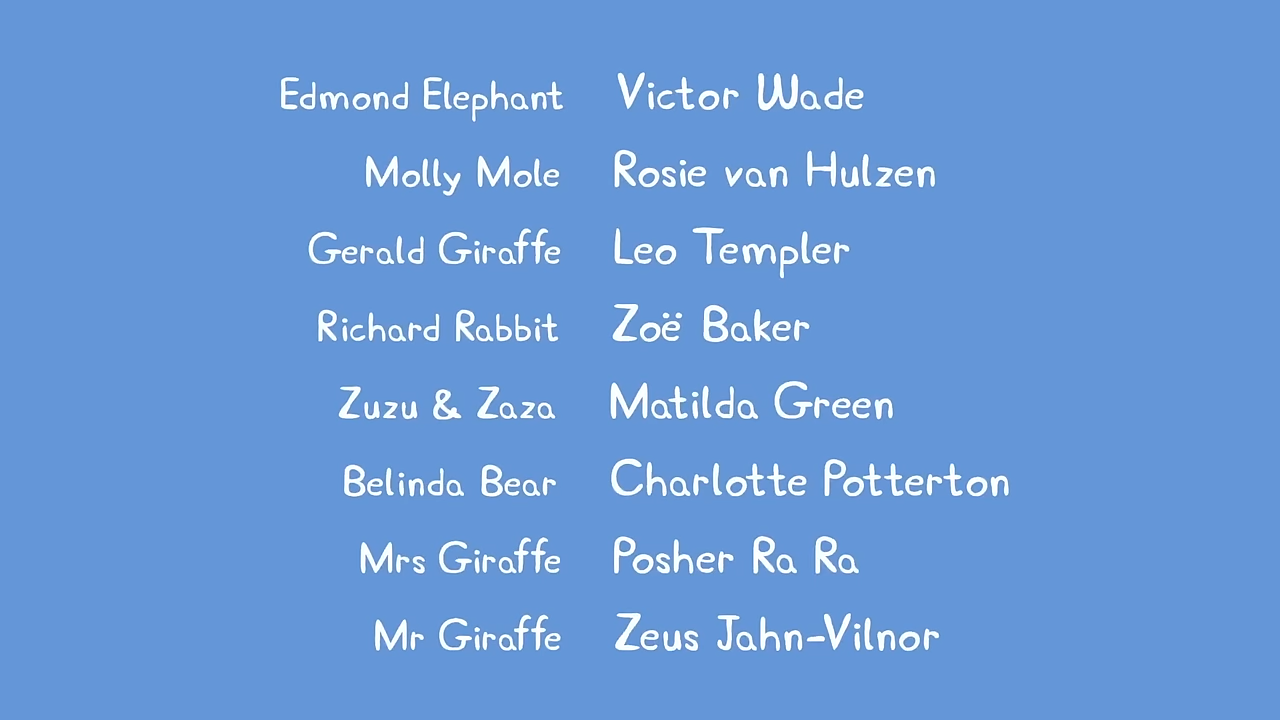 Edmond Elephant Victor Wade
Molly Mole Rosie van Hulzen
Gerald Giraffe Leo Templer
Richard Rabbit Zoë Baker
Zuzu & Zaza Matilda Green
Belinda Bear Charlotte Potterton
Mrs Giraffe Posher Ra Ra
Mr Giraffe Zeus Jahn-Vilnor